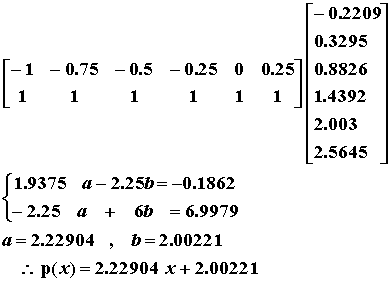 [-1 -0.75 -0.5 -0.25 0 0.25
1 1 1 1 1 1] [-0.2209
0.3295
0.8826
1.4392
2.003
2.5645]
{1.9375 a-2.25b=-0.1862
-2.25 a + 6b =6.9979
a=2.22904 , b=2.00221
∴ p(x)=2.22904 x+2.00221